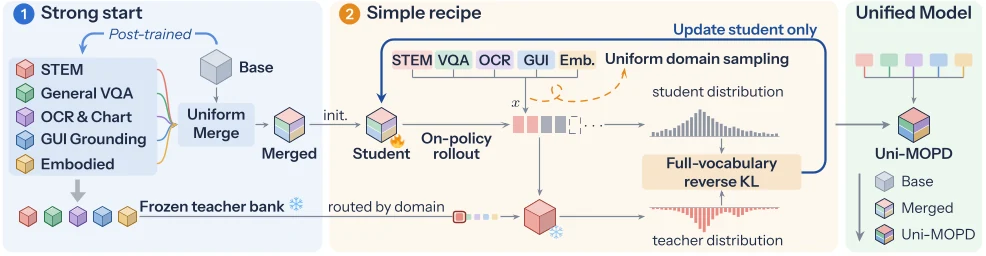 1 Strong start
Post-trained
STEM
General VQA
OCR & Chart
GUI Grounding
Embodied
Base
Uniform
Merge
Merged
Frozen teacher bank
2 Simple recipe
Update student only
STEM VQA OCR GUI Emb.
Uniform domain sampling
x
init.
Student
On-policy
rollout
...
student distribution
Full-vocabulary
reverse KL
routed by domain
teacher distribution
Unified Model
Uni-MOPD
Base
Merged
Uni-MOPD